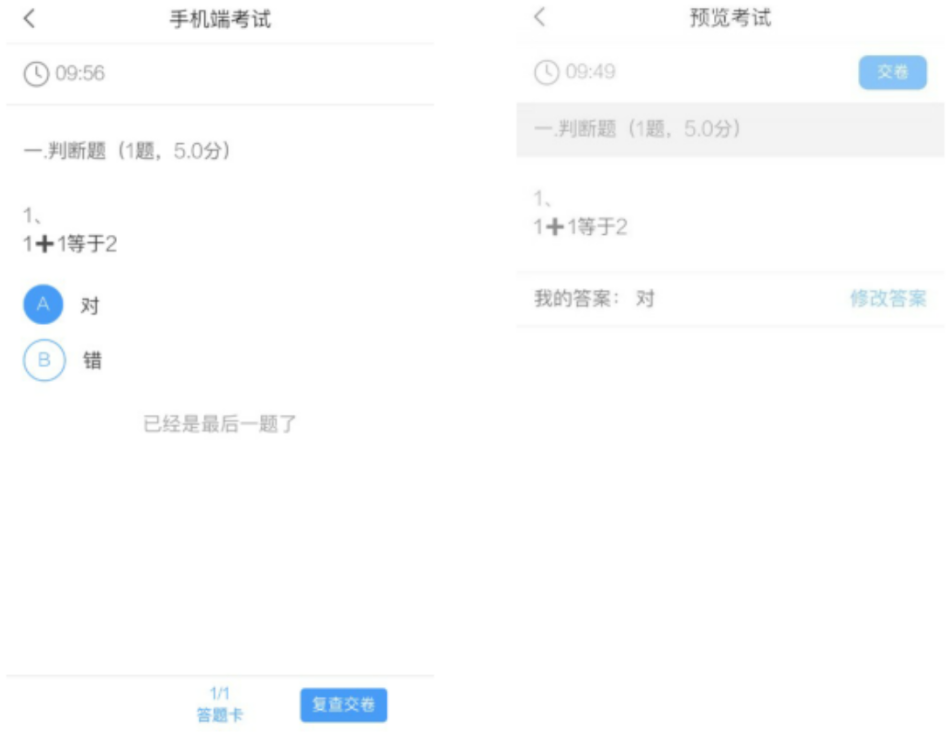 手机端考试
09:56
一.判断题（1题，5.0分）
1、
1➕1等于2
A 对
B 错
已经是最后一题了
1/1
答题卡
复查交卷
预览考试
09:49
交卷
一.判断题（1题，5.0分）
1、
1➕1等于2
我的答案： 对
修改答案